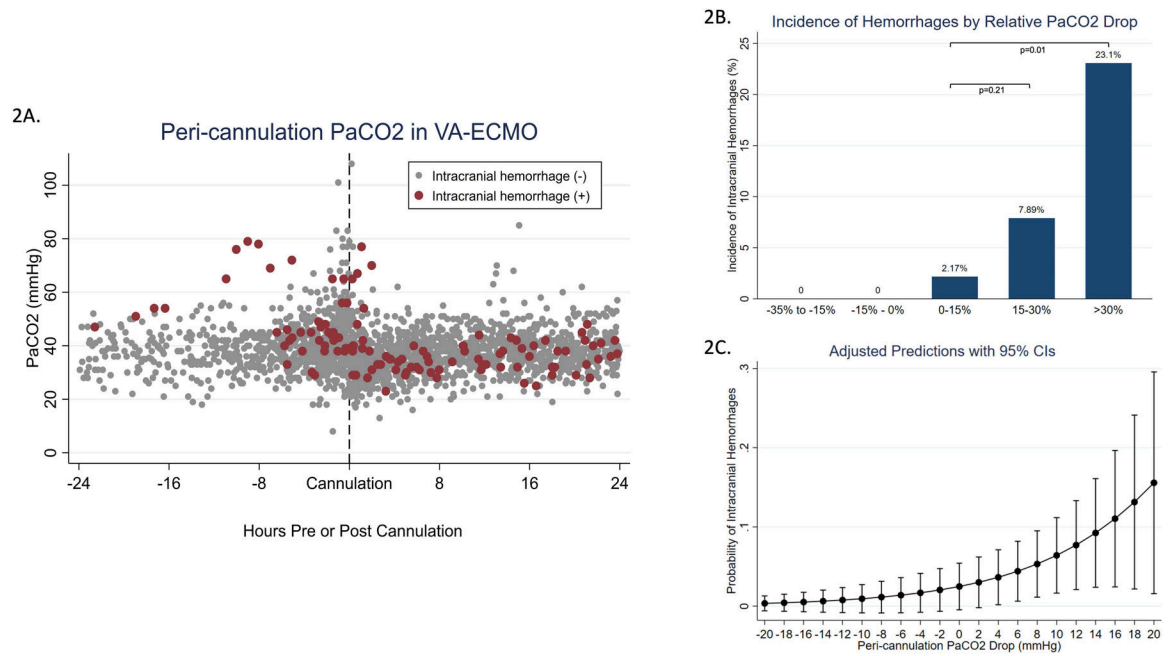 2A.
Peri-cannulation PaCO2 in VA-ECMO
Intracranial hemorrhage (-)
Intracranial hemorrhage (+)
PaCO2 (mmHg)
100
80
60
40
20
0
-24 -16 -8 Cannulation 8 16 24
Hours Pre or Post Cannulation
2B.
Incidence of Hemorrhages by Relative PaCO2 Drop
Incidence of Intracranial Hemorrhages (%)
25
20
15
10
5
0
p=0.01
p=0.21
0 0 2.17% 7.89% 23.1%
-35% to -15% -15% - 0% 0-15% 15-30% >30%
2C.
Adjusted Predictions with 95% CIs
Probability of Intracranial Hemorrhages
.3
.2
.1
0
-20 -18 -16 -14 -12 -10 -8 -6 -4 -2 0 2 4 6 8 10 12 14 16 18 20
Peri-cannulation PaCO2 Drop (mmHg)